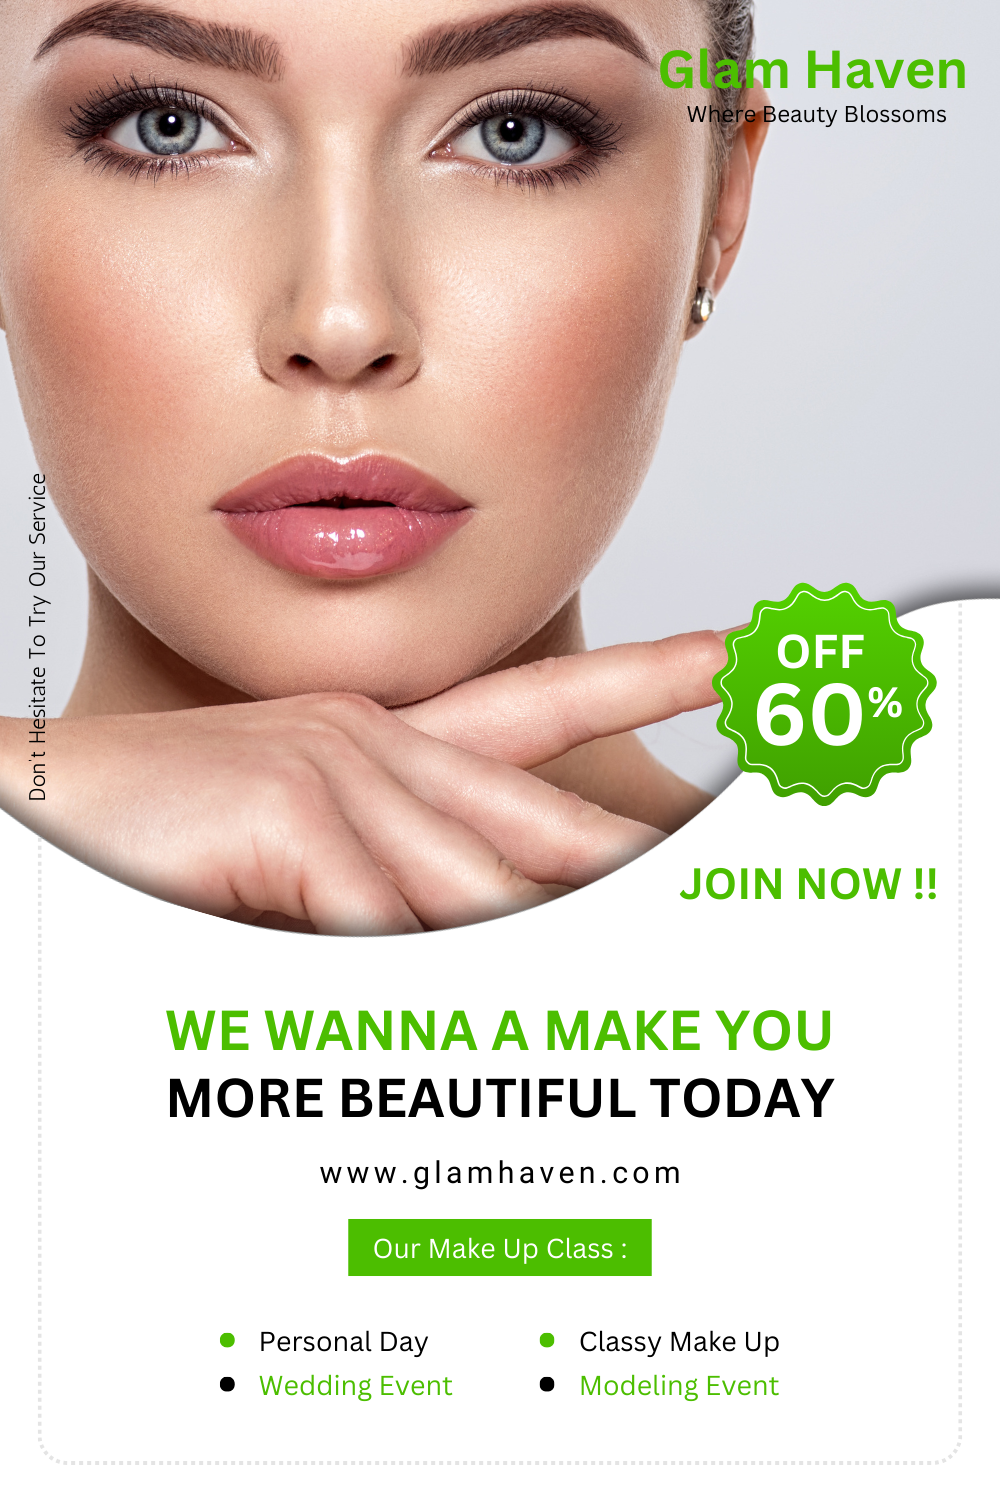 Glam Haven
Where Beauty Blossoms
Don't Hesitate To Try Our Service
OFF
60%
JOIN NOW !!
WE WANNA A MAKE YOU
MORE BEAUTIFUL TODAY
www.glamhaven.com
Our Make Up Class :
Personal Day
Wedding Event
Classy Make Up
Modeling Event